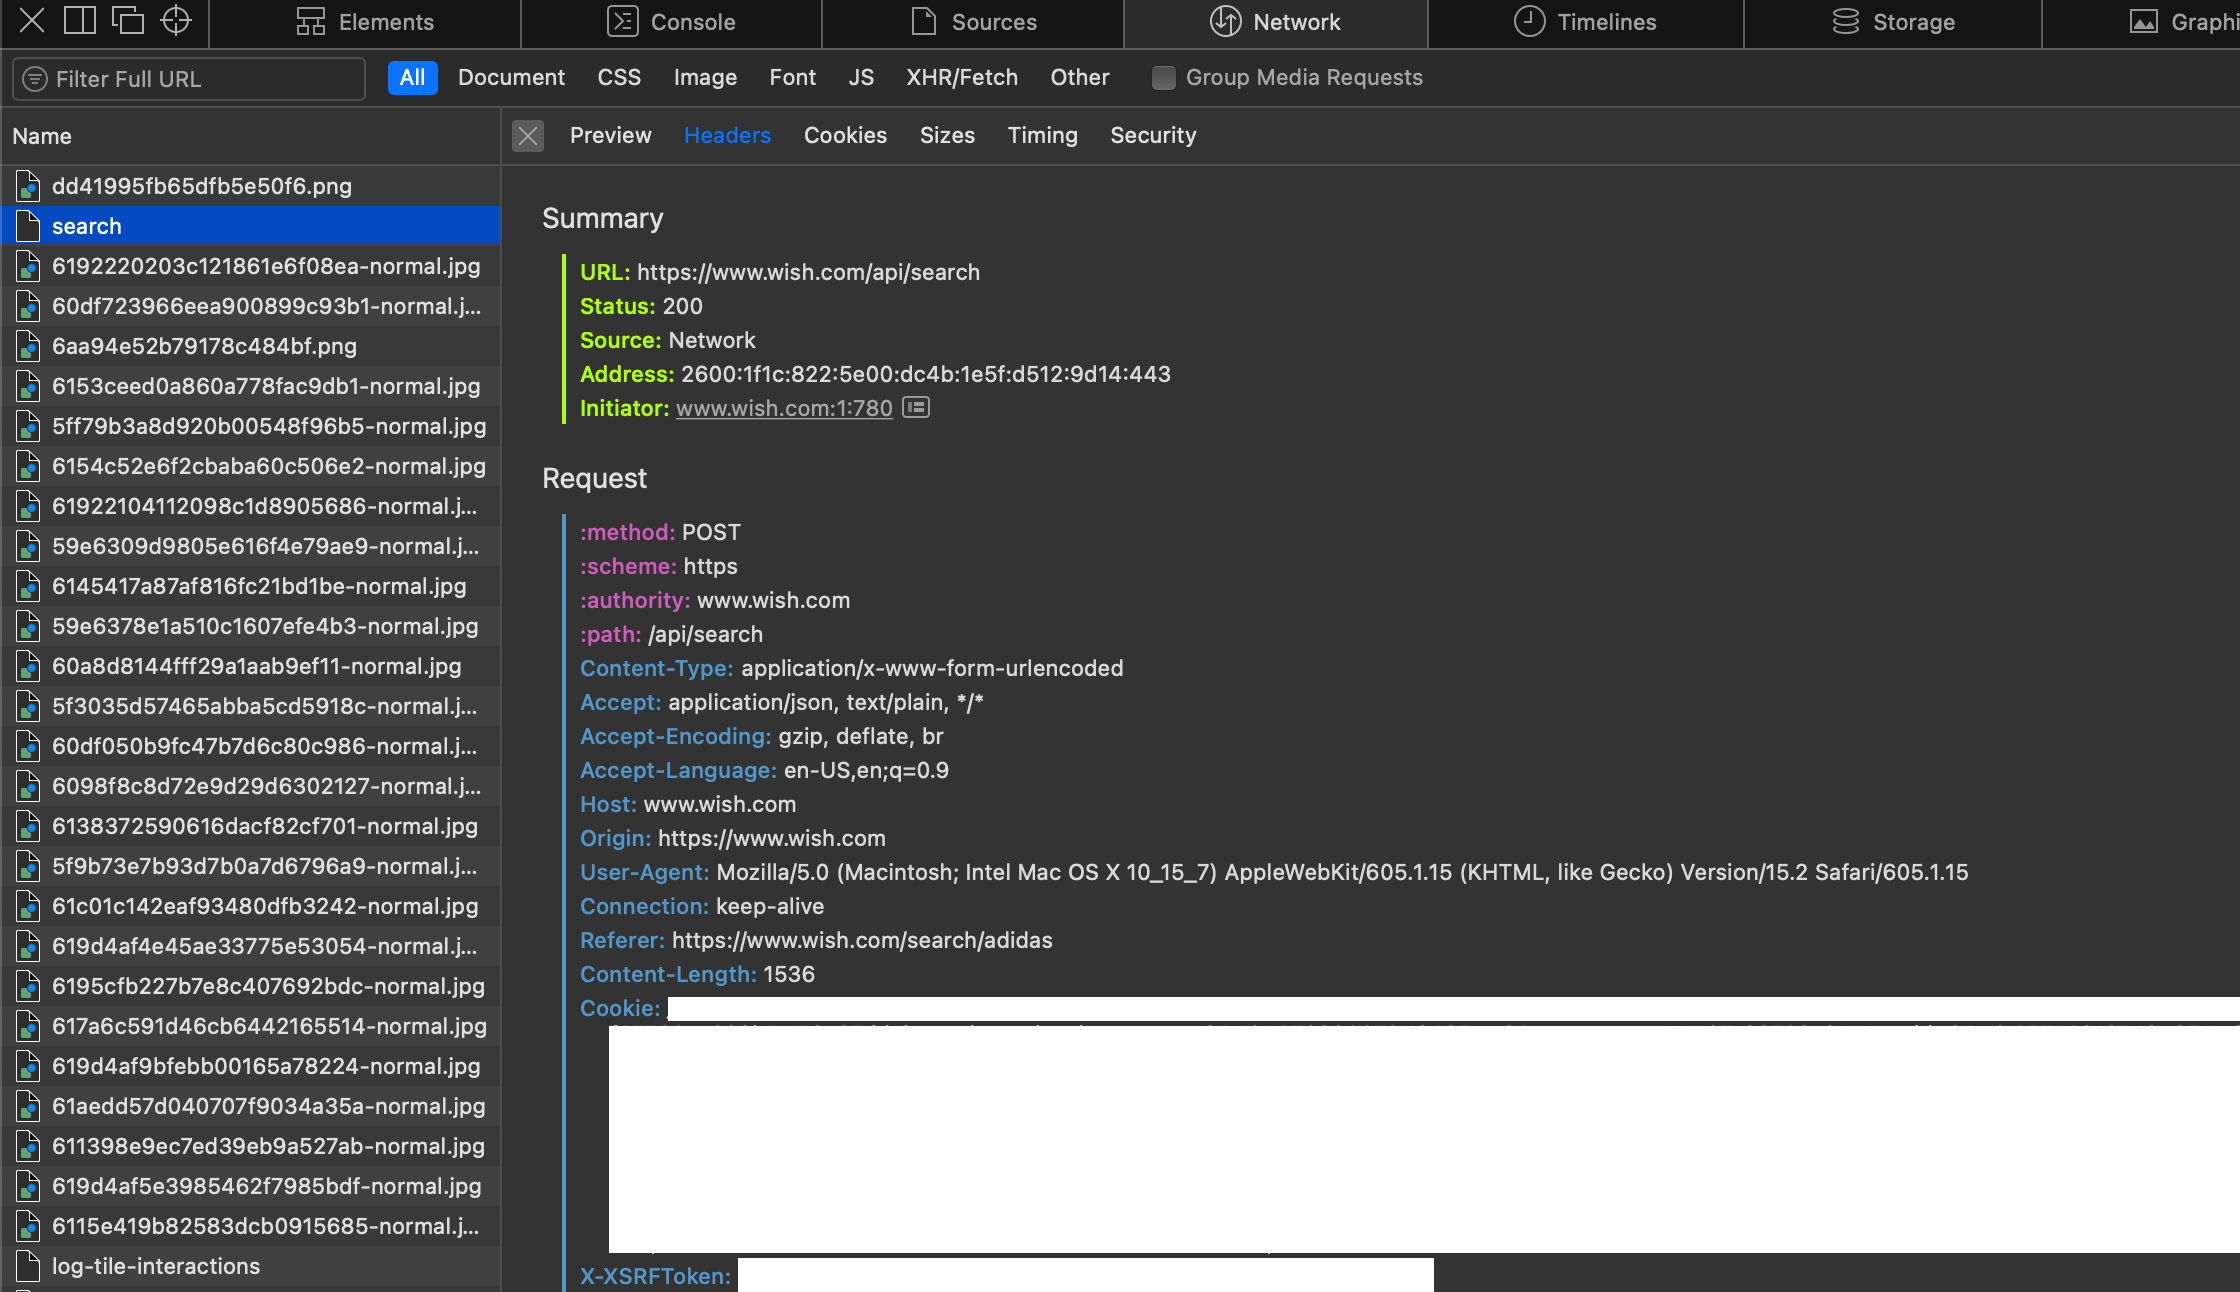 Elements
Console
Sources
Network
Timelines
Storage
Graphi
Filter Full URL
All
Document
CSS
Image
Font
JS
XHR/Fetch
Other
Group Media Requests
Name
Preview
Headers
Cookies
Sizes
Timing
Security
dd41995fb65dfb5e50f6.png
search
6192220203c121861e6f08ea-normal.jpg
60df723966eea900899c93b1-normal.j...
6aa94e52b79178c484bf.png
6153ceed0a860a778fac9db1-normal.jpg
5ff79b3a8d920b00548f96b5-normal.jpg
6154c52e6f2cbaba60c506e2-normal.jpg
61922104112098c1d8905686-normal.j...
59e6309d9805e616f4e79ae9-normal.j...
6145417a87af816fc21bd1be-normal.jpg
59e6378e1a510c1607efe4b3-normal.jpg
60a8d8144fff29a1aab9ef11-normal.jpg
5f3035d57465abba5cd5918c-normal.j...
60df050b9fc47b7d6c80c986-normal.j...
6098f8c8d72e9d29d6302127-normal.j...
6138372590616dacf82cf701-normal.jpg
5f9b73e7b93d7b0a7d6796a9-normal.j...
61c01c142eaf93480dfb3242-normal.jpg
619d4af4e45ae33775e53054-normal.j...
6195cfb227b7e8c407692bdc-normal.jpg
617a6c591d46cb6442165514-normal.jpg
619d4af9bfebb00165a78224-normal.jpg
61aedd57d040707f9034a35a-normal.jpg
611398e9ec7ed39eb9a527ab-normal.jpg
619d4af5e3985462f7985bdf-normal.jpg
6115e419b82583dcb0915685-normal.j...
log-tile-interactions
Summary
URL: https://www.wish.com/api/search
Status: 200
Source: Network
Address: 2600:1f1c:822:5e00:dc4b:1e5f:d512:9d14:443
Initiator: www.wish.com:1:780
Request
:method: POST
:scheme: https
:authority: www.wish.com
:path: /api/search
Content-Type: application/x-www-form-urlencoded
Accept: application/json, text/plain, */*
Accept-Encoding: gzip, deflate, br
Accept-Language: en-US,en;q=0.9
Host: www.wish.com
Origin: https://www.wish.com
User-Agent: Mozilla/5.0 (Macintosh; Intel Mac OS X 10_15_7) AppleWebKit/605.1.15 (KHTML, like Gecko) Version/15.2 Safari/605.1.15
Connection: keep-alive
Referer: https://www.wish.com/search/adidas
Content-Length: 1536
Cookie:
X-XSRFToken: